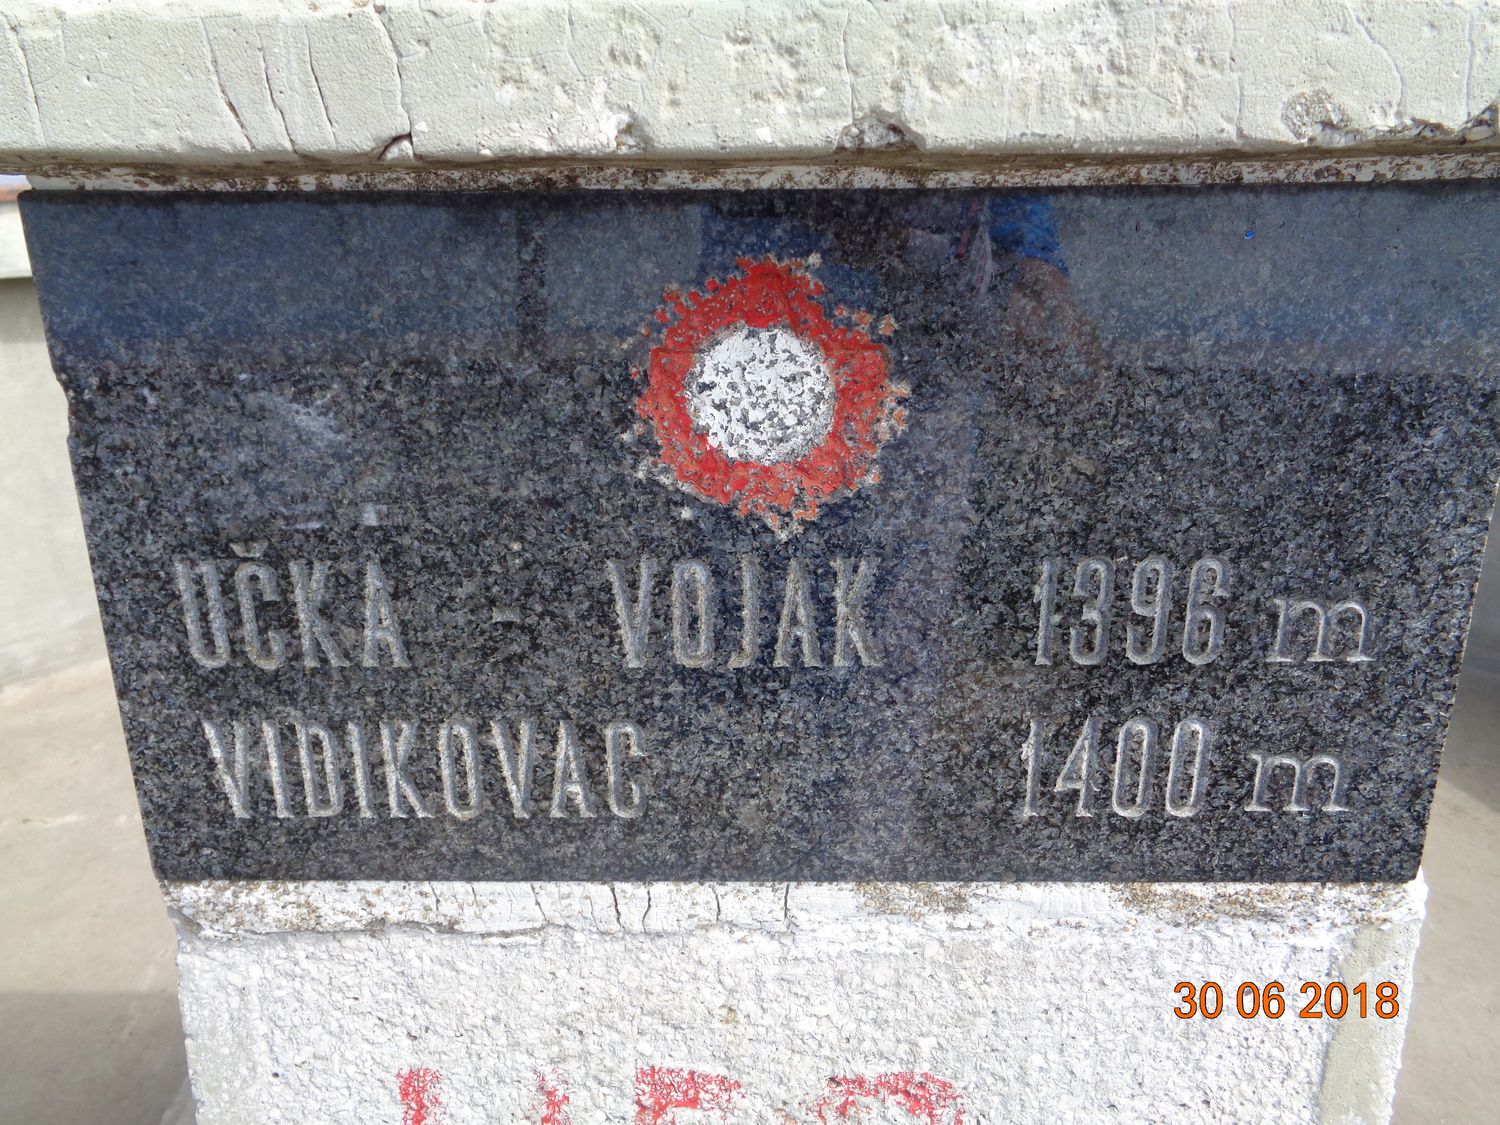 UČKA - VOJAK 1396 m
VIDIKOVAC 1400 m
30 06 2018